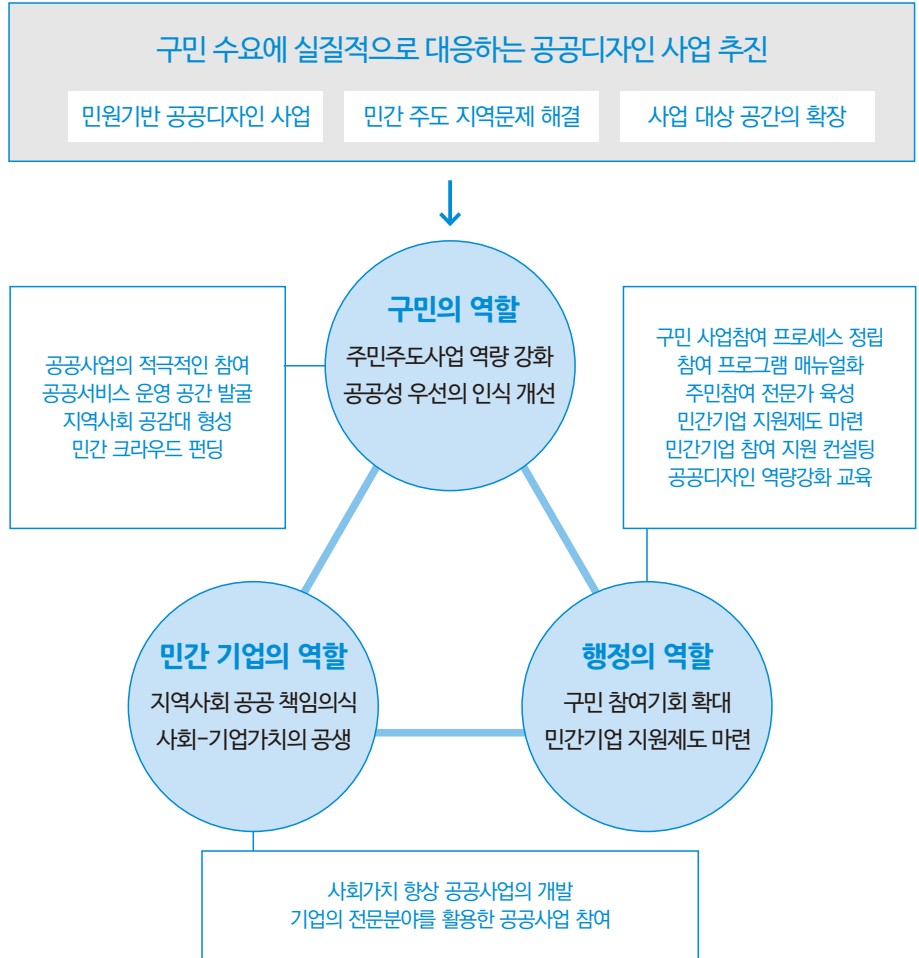 구민 수요에 실질적으로 대응하는 공공디자인 사업 추진
민원기반 공공디자인 사업
민간 주도 지역문제 해결
사업 대상 공간의 확장
구민의 역할
주민주도사업 역량 강화
공공성 우선의 인식 개선
공공사업의 적극적인 참여
공공서비스 운영 공간 발굴
지역사회 공감대 형성
민간 크라우드 펀딩
구민 사업참여 프로세스 정립
참여 프로그램 매뉴얼화
주민참여 전문가 육성
민간기업 지원제도 마련
민간기업 참여 지원 컨설팅
공공디자인 역량강화 교육
민간 기업의 역할
지역사회 공공 책임의식
사회-기업가치의 공생
행정의 역할
구민 참여기회 확대
민간기업 지원제도 마련
사회가치 향상 공공사업의 개발
기업의 전문분야를 활용한 공공사업 참여